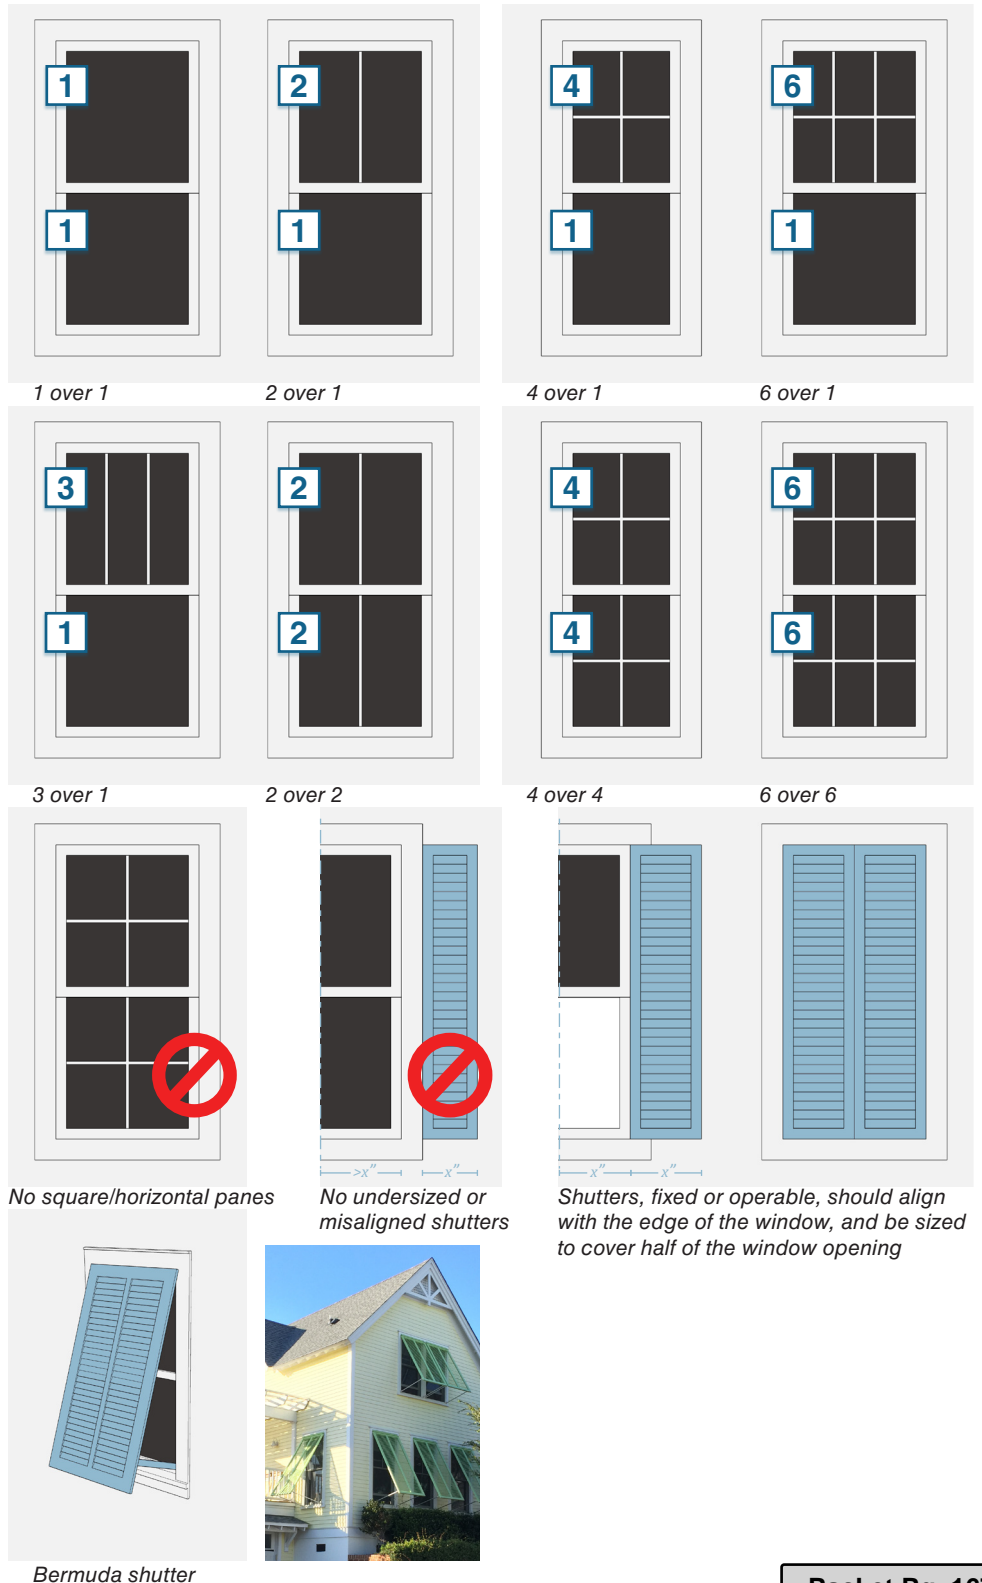 1
2
4
6
1
1
1
1
1 over 1
2 over 1
4 over 1
6 over 1
3
2
4
6
1
2
4
6
3 over 1
2 over 2
4 over 4
6 over 6
>x"
x"
x"
x"
No square/horizontal panes
No undersized or
misaligned shutters
Shutters, fixed or operable, should align
with the edge of the window, and be sized
to cover half of the window opening
Bermuda shutter